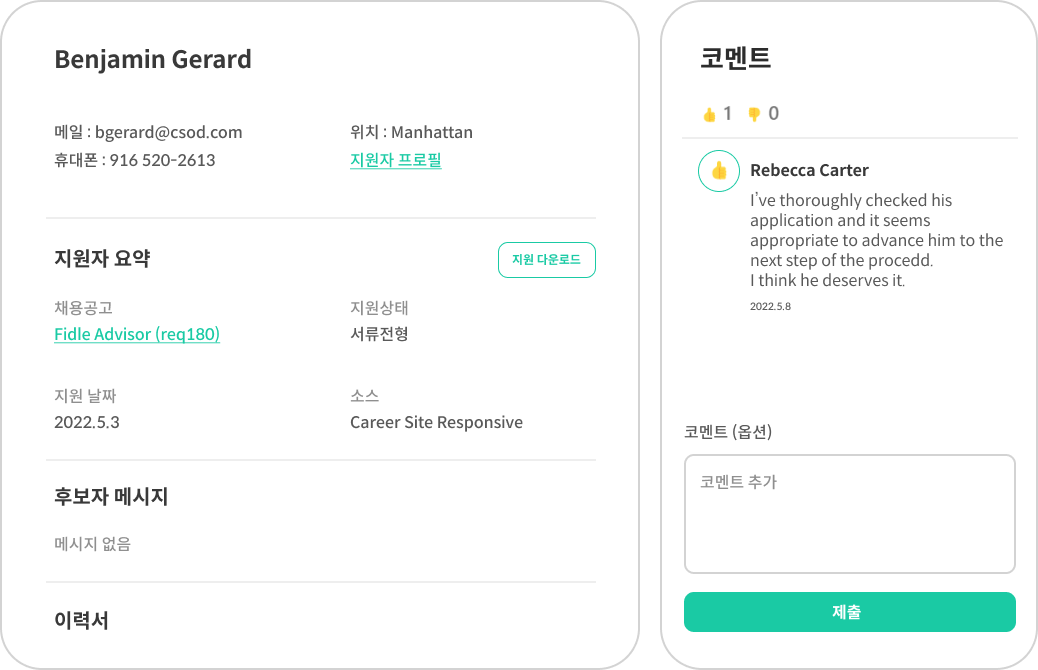 Benjamin Gerard
메일 : bgerard@csod.com
위치 : Manhattan
휴대폰 : 916 520-2613
지원자 프로필
지원자 요약
지원 다운로드
채용공고
지원상태
Fidle Advisor (req180)
서류전형
지원 날짜
소스
2022.5.3
Career Site Responsive
후보자 메시지
메시지 없음
이력서
코멘트
1 0
Rebecca Carter
I’ve thoroughly checked his
application and it seems
appropriate to advance him to the
next step of the procedd.
I think he deserves it.
2022.5.8
코멘트 (옵션)
코멘트 추가
제출